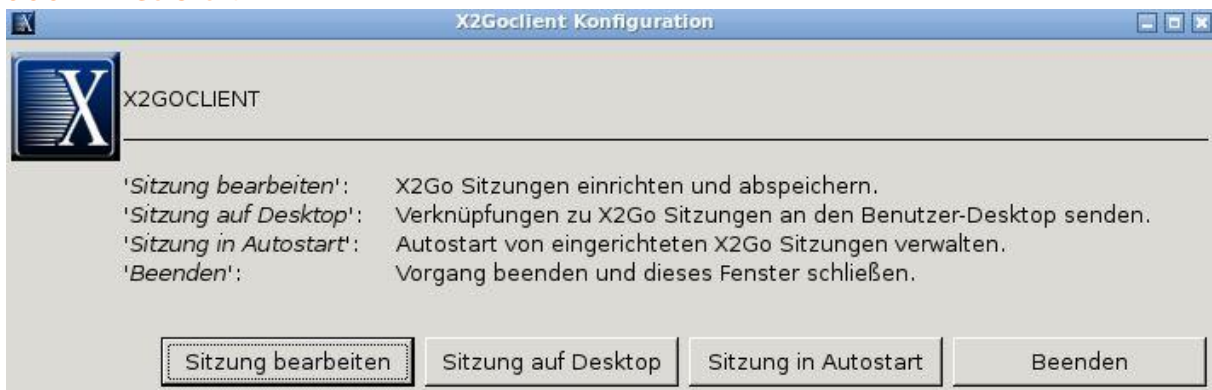 X2Goclient Konfiguration
X
X2GOCLIENT
'Sitzung bearbeiten': X2Go Sitzungen einrichten und abspeichern.
'Sitzung auf Desktop': Verknüpfungen zu X2Go Sitzungen an den Benutzer-Desktop senden.
'Sitzung in Autostart': Autostart von eingerichteten X2Go Sitzungen verwalten.
'Beenden': Vorgang beenden und dieses Fenster schließen.
Sitzung bearbeiten Sitzung auf Desktop Sitzung in Autostart Beenden